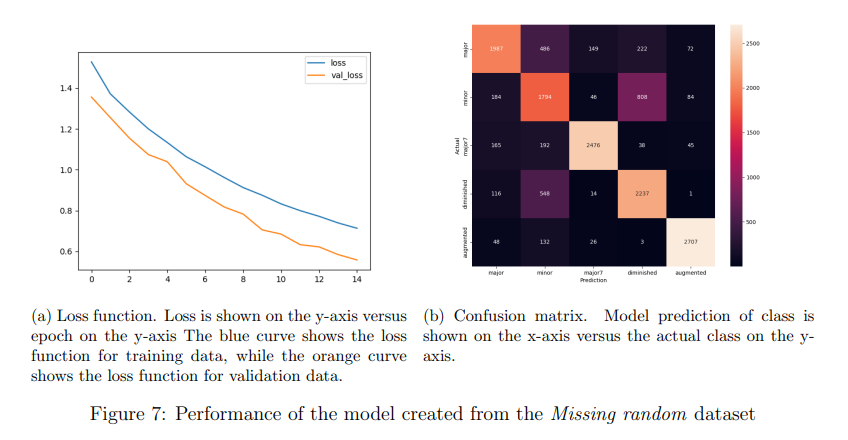 loss
val_loss
1.4
1.2
1.0
0.8
0.6
0 2 4 6 8 10 12 14
major 1987 486 149 222 72
minor 184 1794 46 808 84
major7 165 192 2476 38 45
diminished 116 548 14 2237 1
augmented 48 132 26 3 2707
Actual
major minor major7 diminished augmented
Prediction
2500
2000
1500
1000
500
(a) Loss function. Loss is shown on the y-axis versus
epoch on the y-axis The blue curve shows the loss
function for training data, while the orange curve
shows the loss function for validation data.
(b) Confusion matrix. Model prediction of class is
shown on the x-axis versus the actual class on the y-
axis.
Figure 7: Performance of the model created from the Missing random dataset